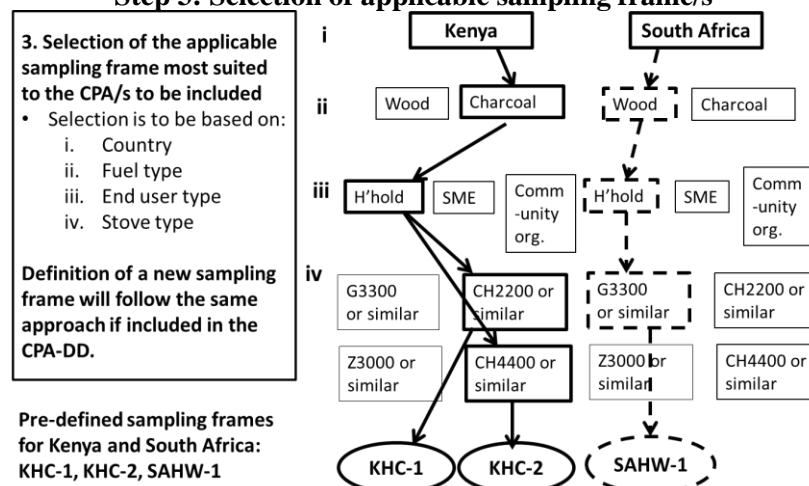 Step 3: Selection of applicable sampling frame/s
3. Selection of the applicable
sampling frame most suited
to the CPA/s to be included
• Selection is to be based on:
i. Country
ii. Fuel type
iii. End user type
iv. Stove type
Definition of a new sampling
frame will follow the same
approach if included in the
CPA-DD.
Pre-defined sampling frames
for Kenya and South Africa:
KHC-1, KHC-2, SAHW-1
i
Kenya
South Africa
ii
Wood
Charcoal
Wood
Charcoal
iii
H'hold
SME
Comm
-unity
org.
H'hold
SME
Comm
-unity
org.
iv
G3300
or similar
CH2200 or
similar
G3300
or similar
CH2200 or
similar
Z3000 or
similar
CH4400 or
similar
Z3000 or
similar
CH4400 or
similar
KHC-1
KHC-2
SAHW-1